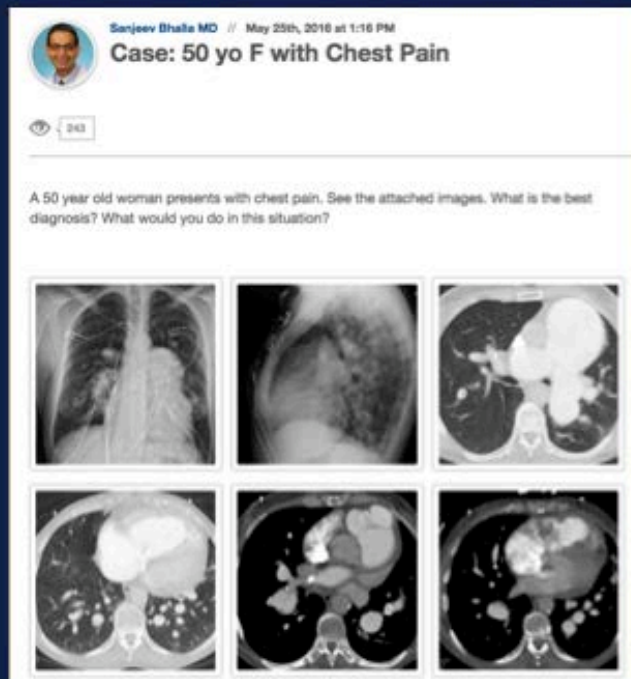 Sanjeev Bhalla MD // May 25th, 2016 at 1:16 PM
Case: 50 yo F with Chest Pain
243
A 50 year old woman presents with chest pain. See the attached images. What is the best
diagnosis? What would you do in this situation?